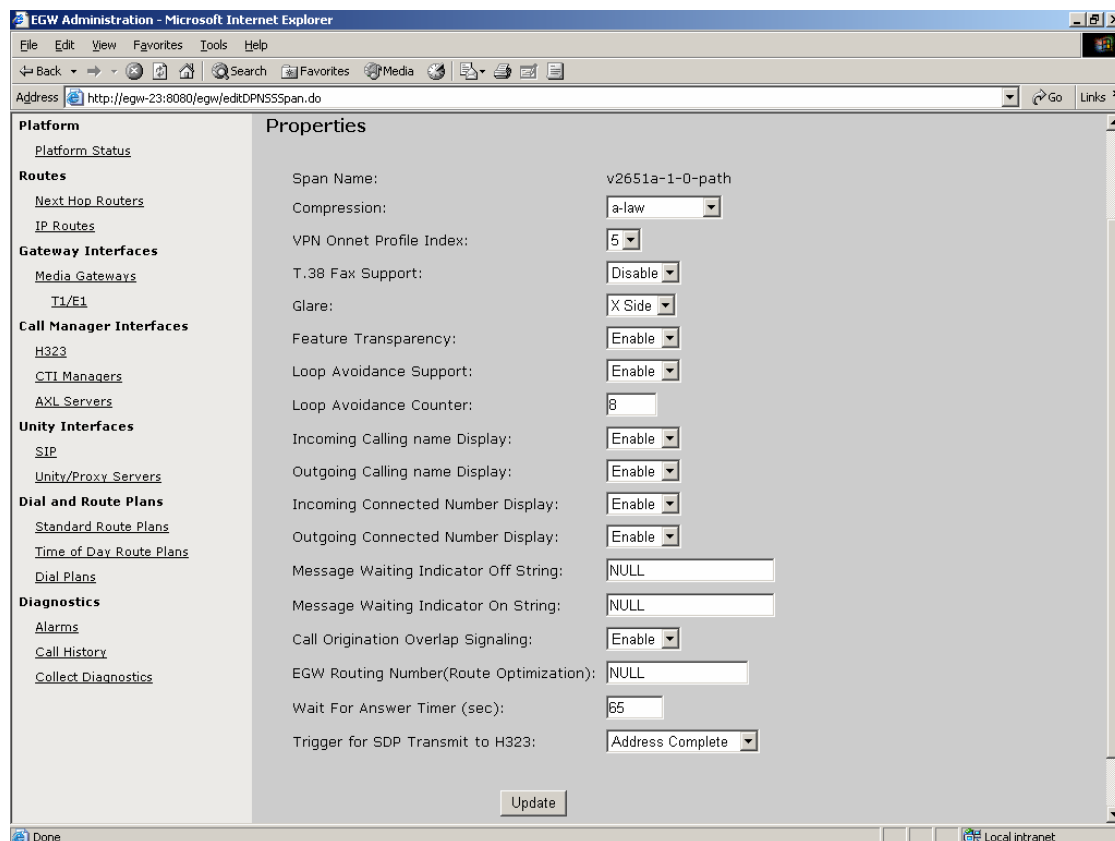 EGW Administration - Microsoft Internet Explorer
File Edit View Favorites Tools Help
Back Search Favorites Media
Address http://egw-23:8080/egw/editDPNSSSpan.do Go Links
Platform
Platform Status
Routes
Next Hop Routers
IP Routes
Gateway Interfaces
Media Gateways
T1/E1
Call Manager Interfaces
H323
CTI Managers
AXL Servers
Unity Interfaces
SIP
Unity/Proxy Servers
Dial and Route Plans
Standard Route Plans
Time of Day Route Plans
Dial Plans
Diagnostics
Alarms
Call History
Collect Diagnostics
Properties
Span Name: v2651a-1-0-path
Compression: a-law
VPN Onnet Profile Index: 5
T.38 Fax Support: Disable
Glare: X Side
Feature Transparency: Enable
Loop Avoidance Support: Enable
Loop Avoidance Counter: 8
Incoming Calling name Display: Enable
Outgoing Calling name Display: Enable
Incoming Connected Number Display: Enable
Outgoing Connected Number Display: Enable
Message Waiting Indicator Off String: NULL
Message Waiting Indicator On String: NULL
Call Origination Overlap Signaling: Enable
EGW Routing Number(Route Optimization): NULL
Wait For Answer Timer (sec): 65
Trigger for SDP Transmit to H323: Address Complete
Update
Done Local intranet